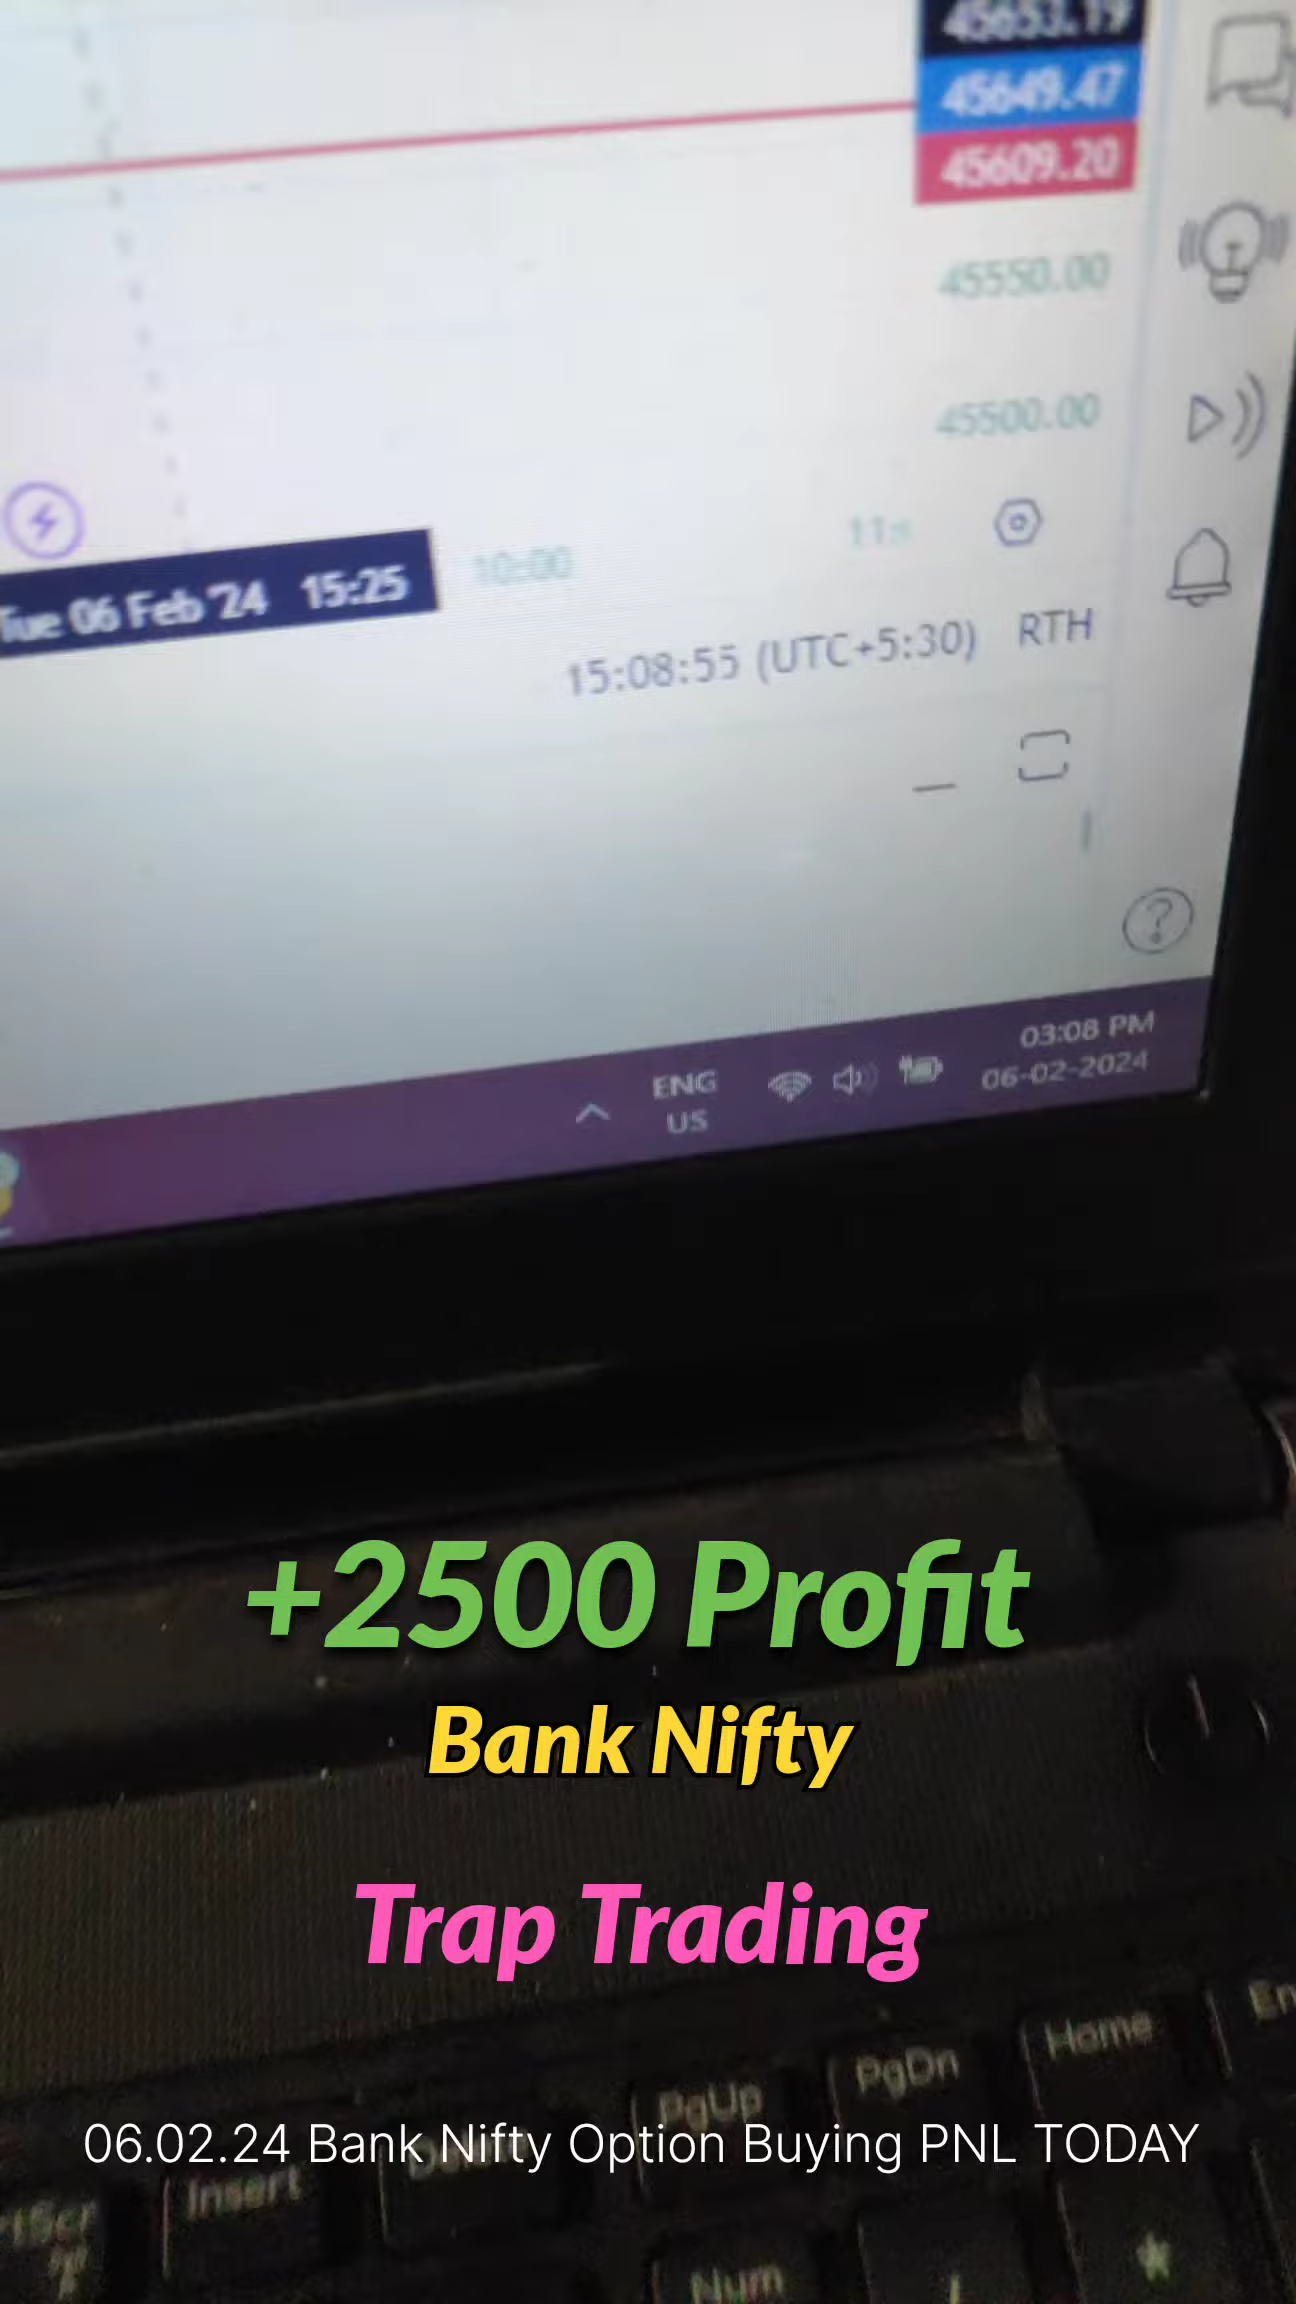 45653.19
45649.47
45609.20
45550.00
45500.00
Tue 06 Feb '24 15:25
10:00
15:08:55 (UTC+5:30) RTH
ENG
US
03:08 PM
06-02-2024
+2500 Profit
Bank Nifty
Trap Trading
Home
PgDn
PgUp
06.02.24 Bank Nifty Option Buying PNL TODAY
Insert
Num
*